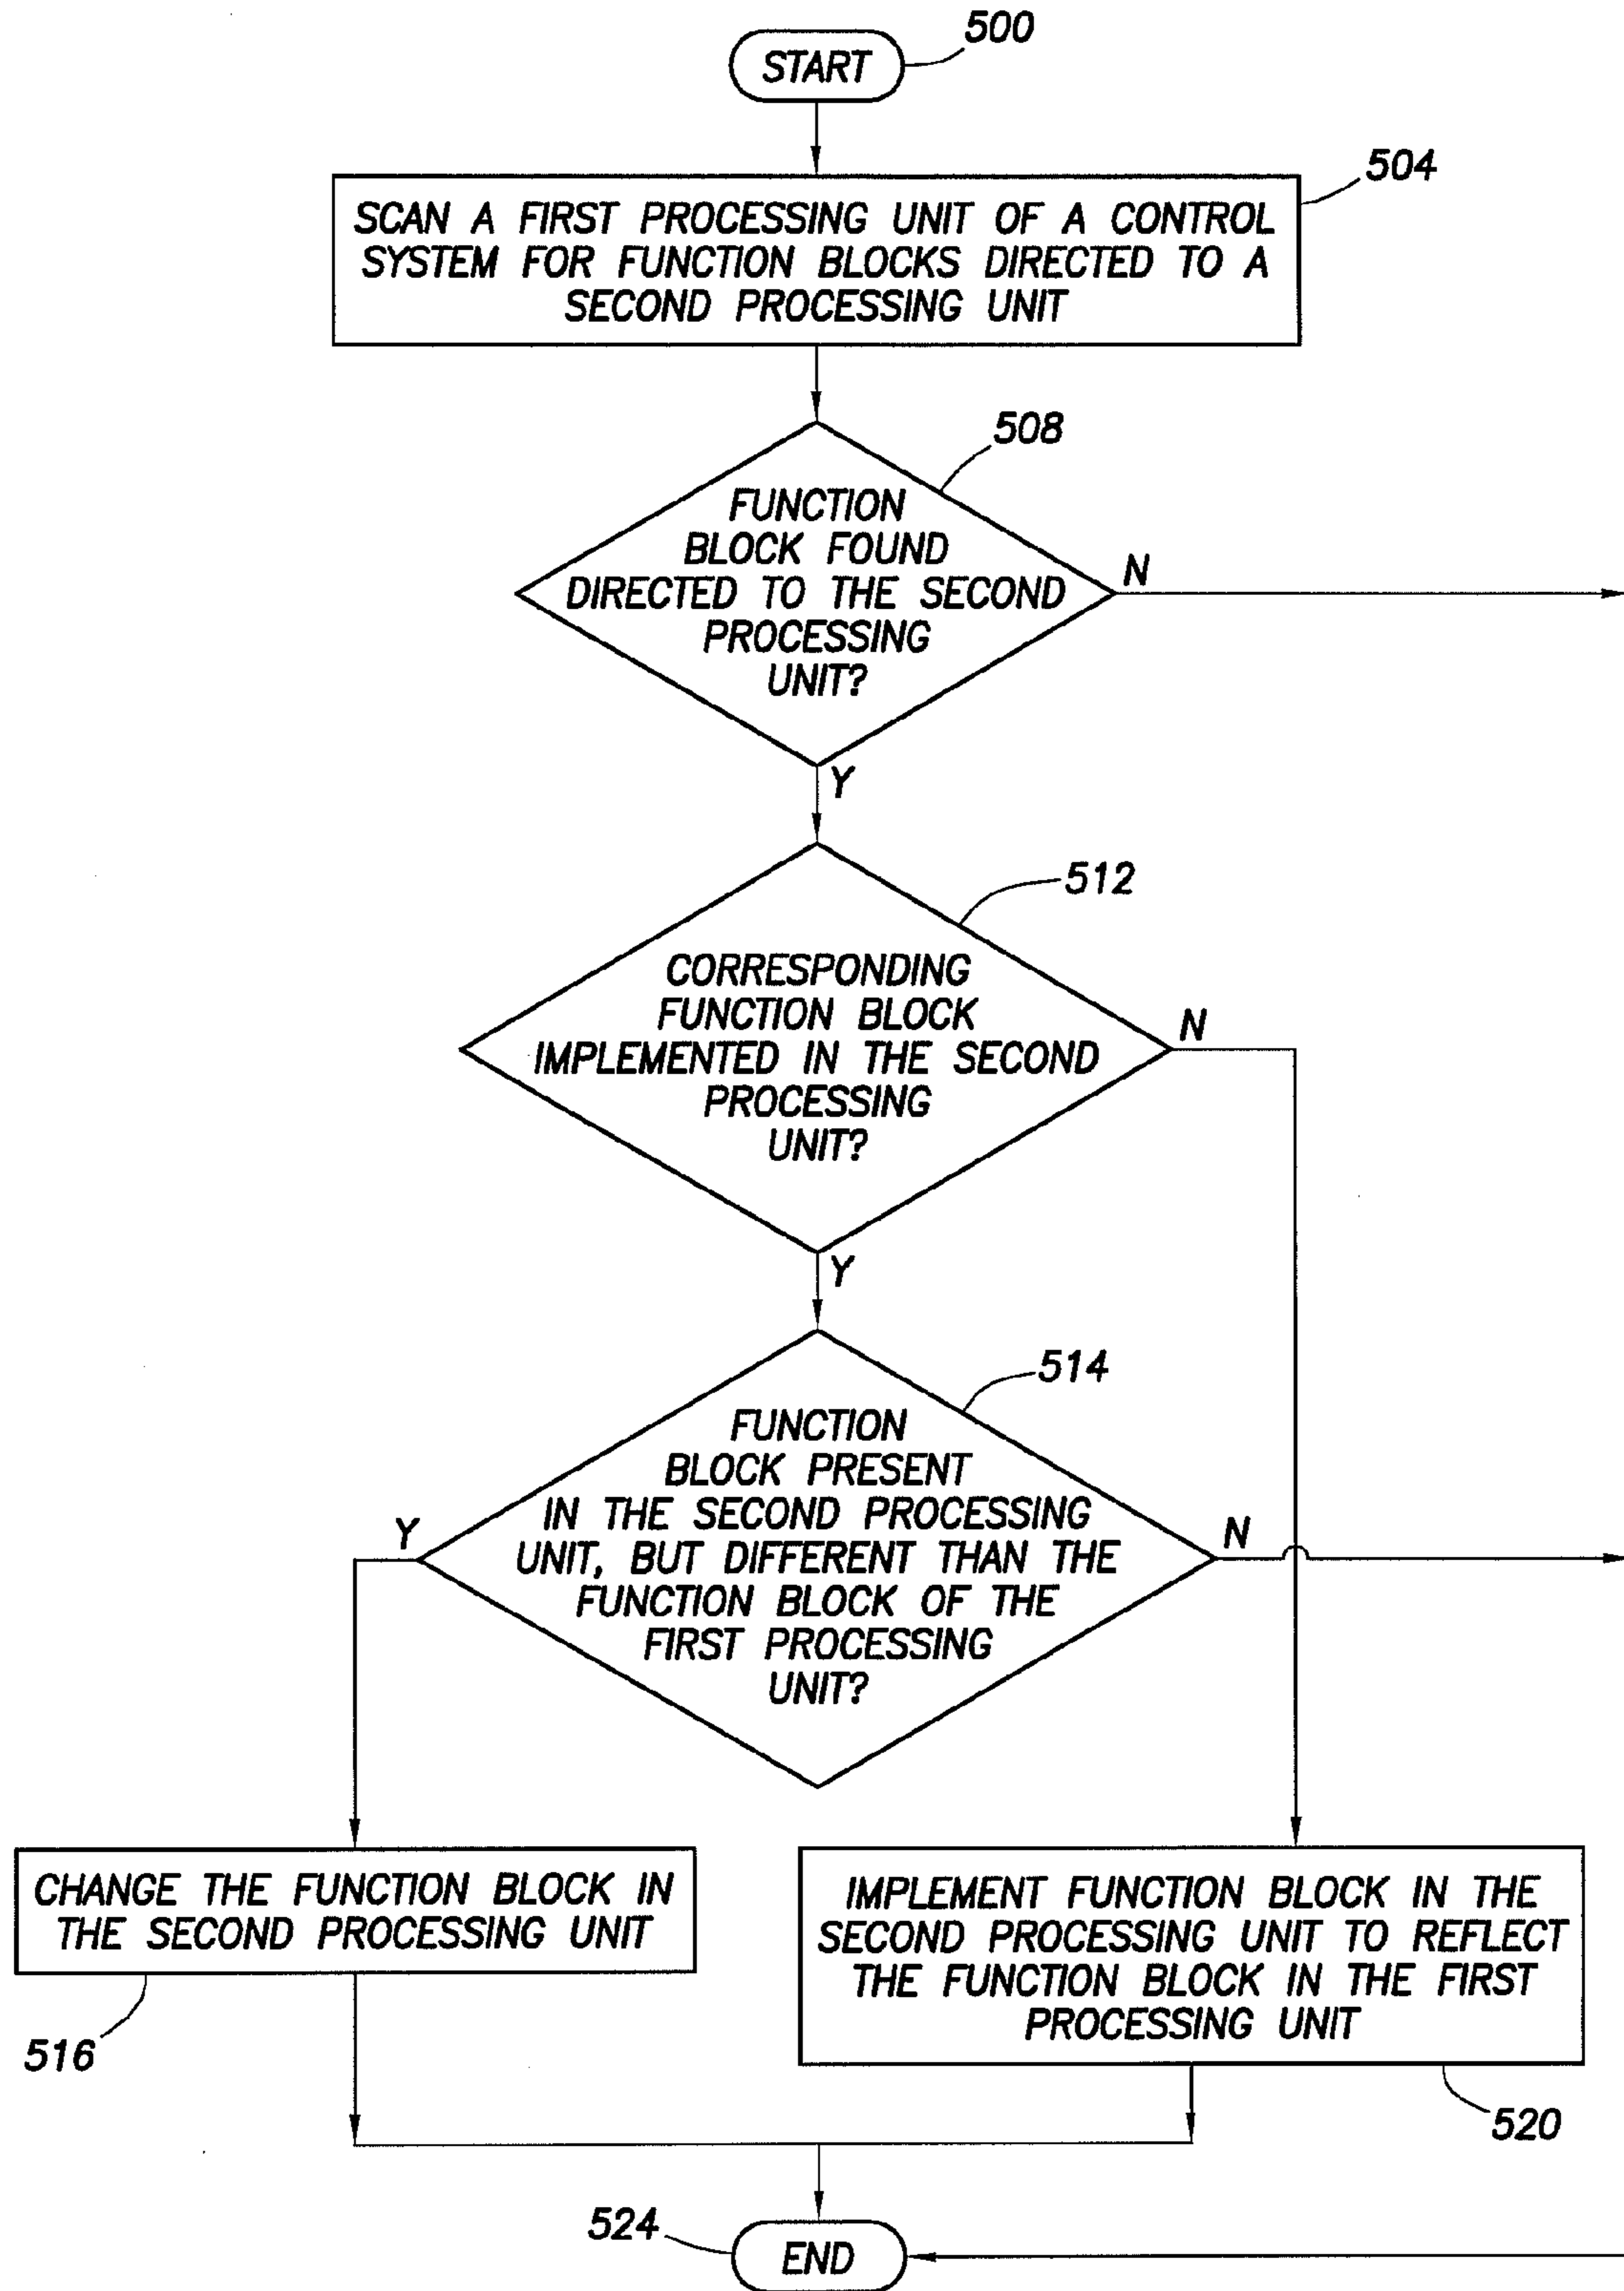 START
500
SCAN A FIRST PROCESSING UNIT OF A CONTROL
SYSTEM FOR FUNCTION BLOCKS DIRECTED TO A
SECOND PROCESSING UNIT
504
508
FUNCTION
BLOCK FOUND
DIRECTED TO THE SECOND
PROCESSING
UNIT?
N
Y
512
CORRESPONDING
FUNCTION BLOCK
IMPLEMENTED IN THE SECOND
PROCESSING
UNIT?
N
Y
514
FUNCTION
BLOCK PRESENT
IN THE SECOND PROCESSING
UNIT, BUT DIFFERENT THAN THE
FUNCTION BLOCK OF THE
FIRST PROCESSING
UNIT?
Y
N
CHANGE THE FUNCTION BLOCK IN
THE SECOND PROCESSING UNIT
516
IMPLEMENT FUNCTION BLOCK IN THE
SECOND PROCESSING UNIT TO REFLECT
THE FUNCTION BLOCK IN THE FIRST
PROCESSING UNIT
520
524
END